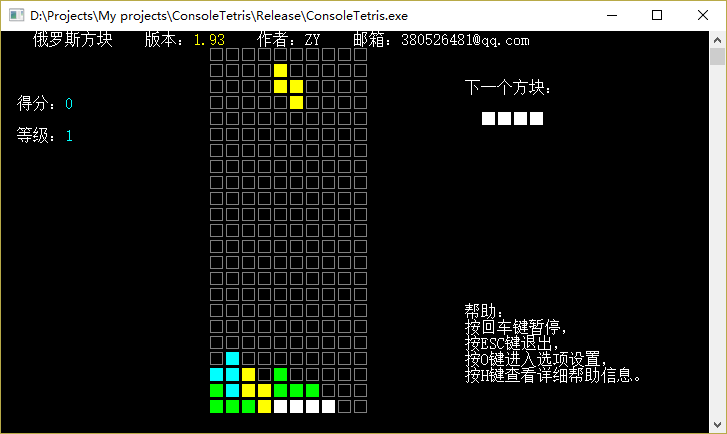 D:\Projects\My projects\ConsoleTetris\Release\ConsoleTetris.exe
俄罗斯方块 版本：1.93 作者：ZY 邮箱：380526481@qq.com
下一个方块：
得分：0
等级：1
帮助：
按回车键暂停，
按ESC键退出，
按O键进入选项设置，
按H键查看详细帮助信息。